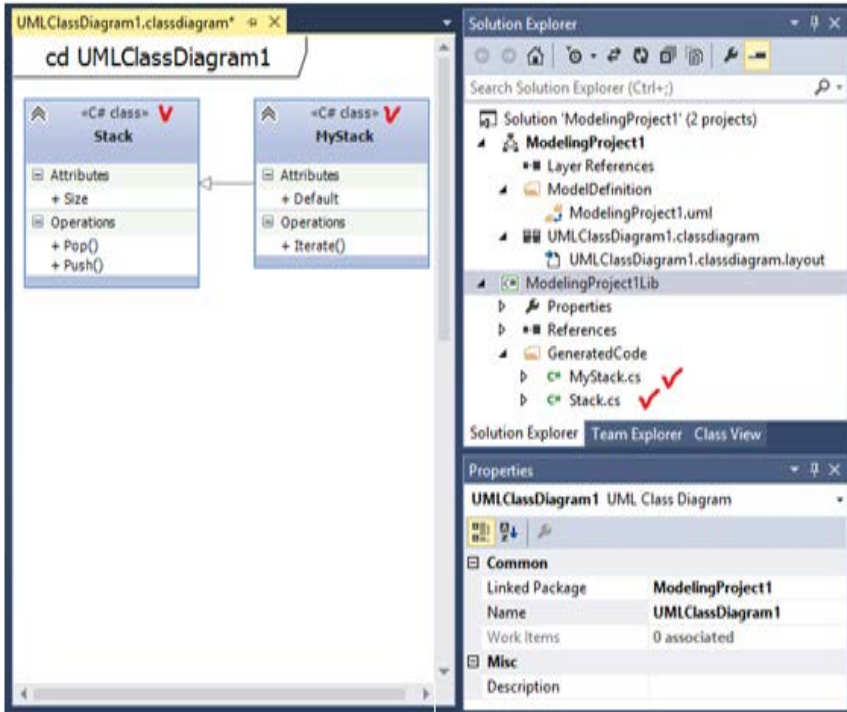 UMLClassDiagram1.classdiagram*
cd UMLClassDiagram1
«C# class»
Stack
Attributes
+ Size
Operations
+ Pop()
+ Push()
«C# class»
MyStack
Attributes
+ Default
Operations
+ Iterate()
Solution Explorer
Search Solution Explorer (Ctrl+;)
Solution 'ModelingProject1' (2 projects)
ModelingProject1
Layer References
ModelDefinition
ModelingProject1.uml
UMLClassDiagram1.classdiagram
UMLClassDiagram1.classdiagram.layout
C# ModelingProject1Lib
Properties
References
GeneratedCode
C# MyStack.cs
C# Stack.cs
Solution Explorer Team Explorer Class View
Properties
UMLClassDiagram1 UML Class Diagram
Common
Linked Package ModelingProject1
Name UMLClassDiagram1
Work Items 0 associated
Misc
Description